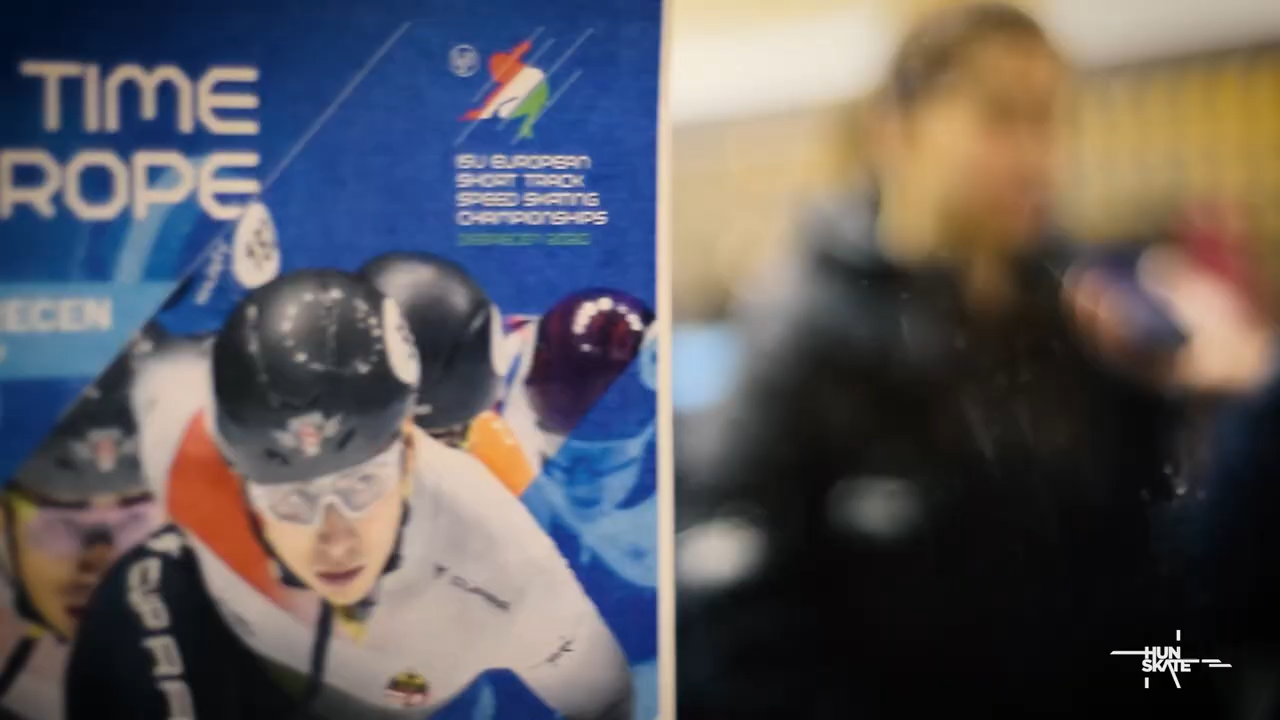 TIME
ROPE
ISU EUROPEAN
SHORT TRACK
SPEED SKATING
CHAMPIONSHIPS
DEBRECEN 2020
ECEN
HUN
SKATE